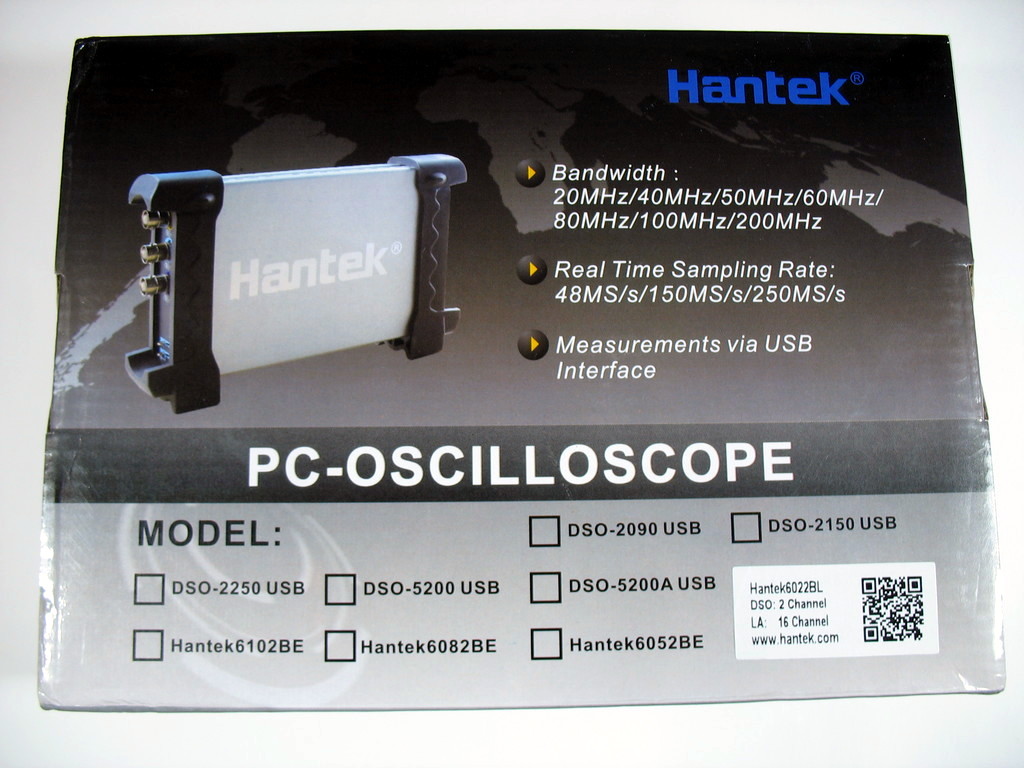 Hantek®
Bandwidth :
20MHz/40MHz/50MHz/60MHz/
80MHz/100MHz/200MHz
Hantek®
Real Time Sampling Rate:
48MS/s/150MS/s/250MS/s
Measurements via USB
Interface
PC-OSCILLOSCOPE
MODEL:
DSO-2090 USB
DSO-2150 USB
DSO-2250 USB
DSO-5200 USB
DSO-5200A USB
Hantek6102BE
Hantek6082BE
Hantek6052BE
Hantek6022BL
DSO: 2 Channel
LA: 16 Channel
www.hantek.com